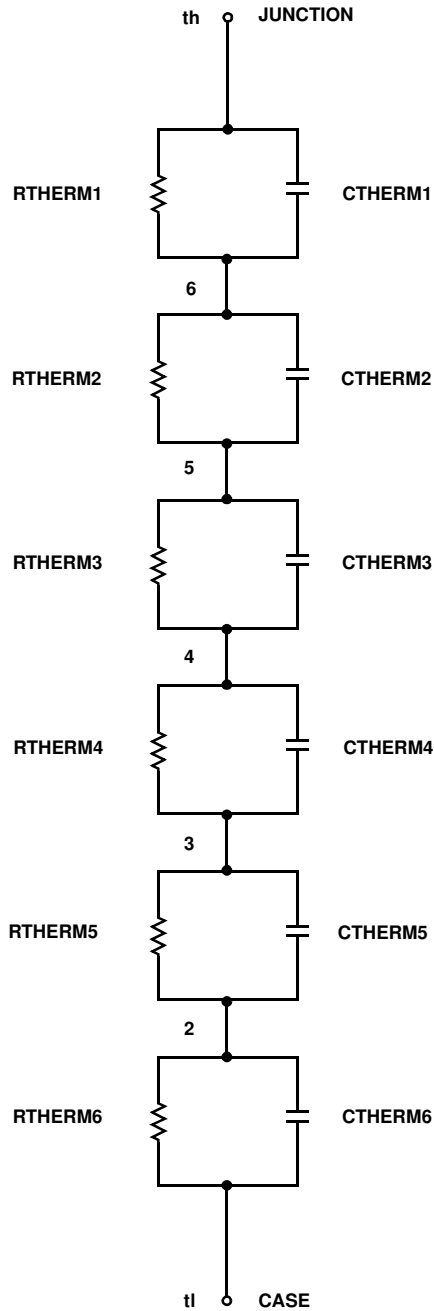 th JUNCTION
RTHERM1 CTHERM1
6
RTHERM2 CTHERM2
5
RTHERM3 CTHERM3
4
RTHERM4 CTHERM4
3
RTHERM5 CTHERM5
2
RTHERM6 CTHERM6
tl CASE